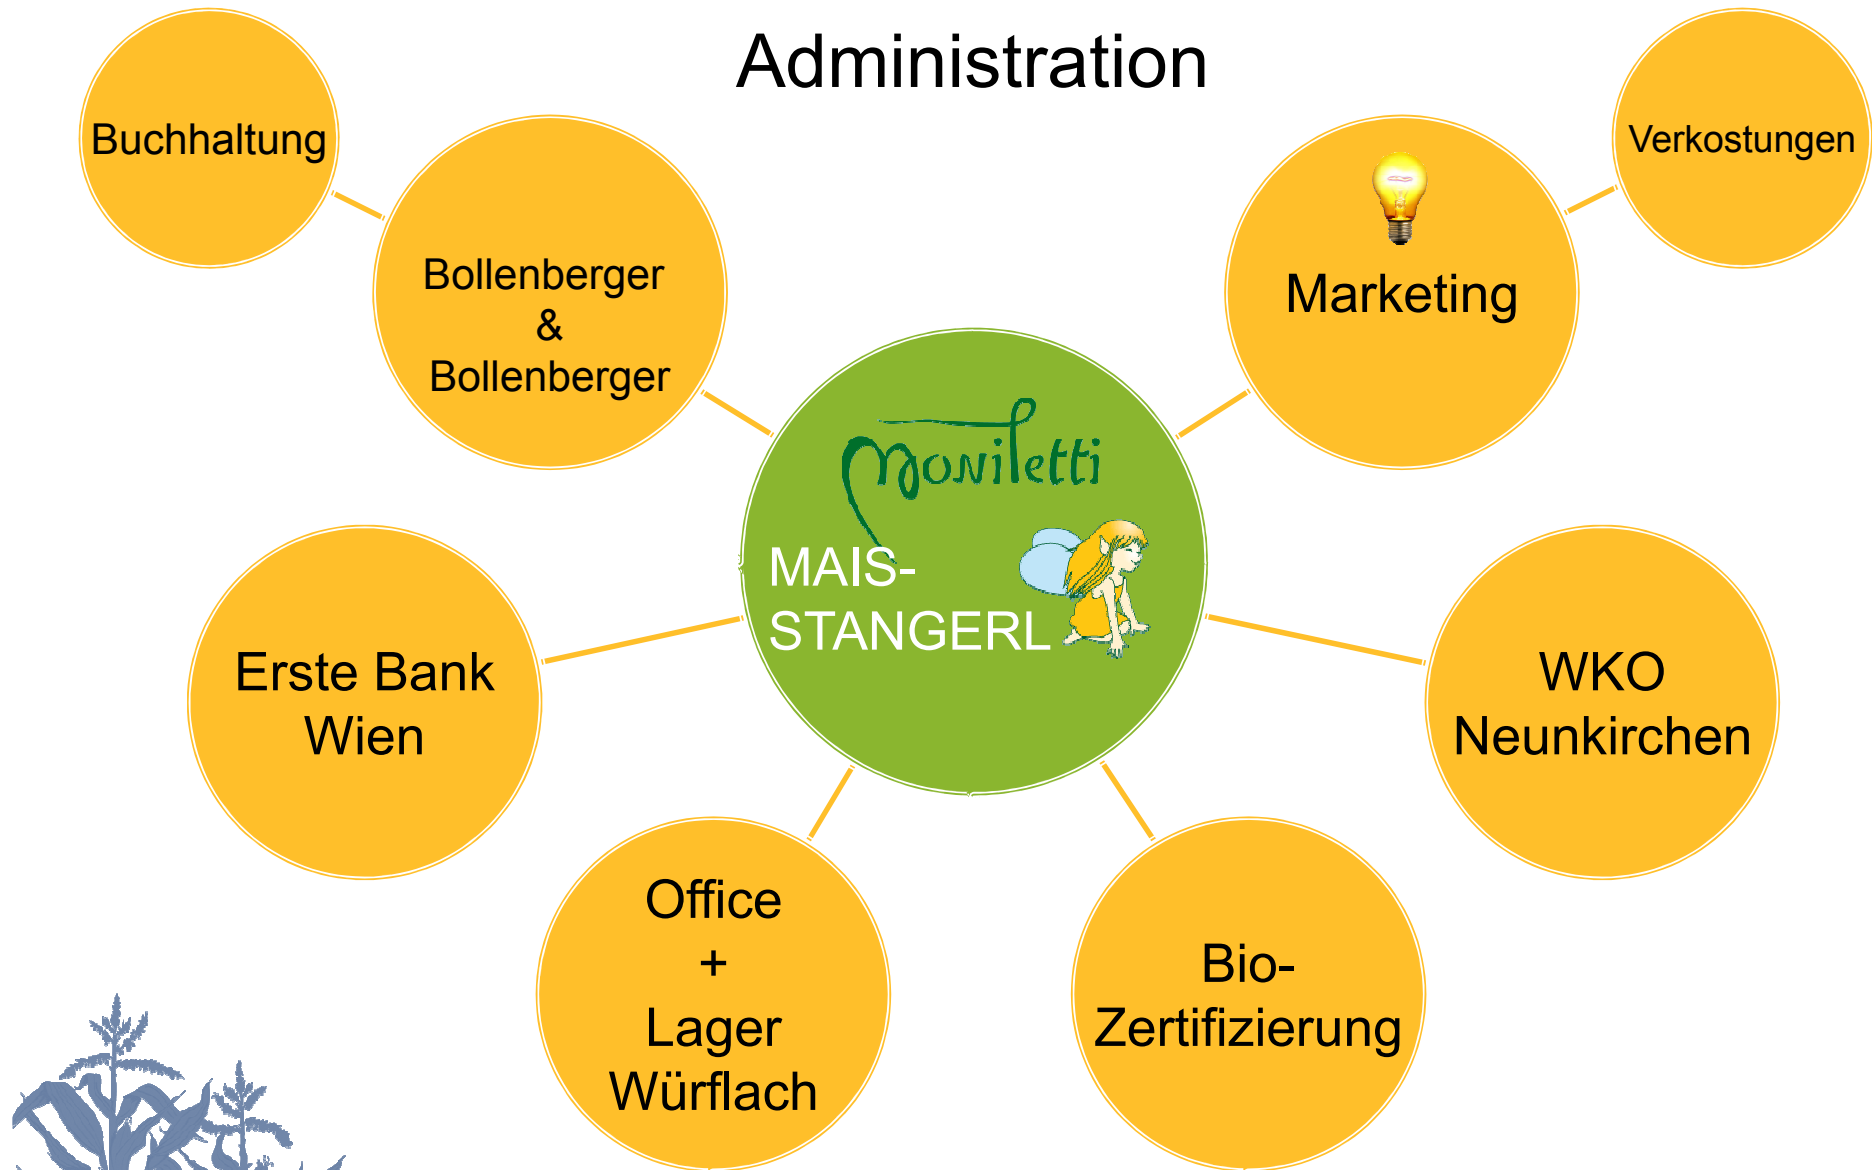 Administration
Buchhaltung
Bollenberger
&
Bollenberger
Marketing
Verkostungen
Moniletti
MAIS-
STANGERL
Erste Bank
Wien
WKO
Neunkirchen
Office
+
Lager
Würflach
Bio-
Zertifizierung